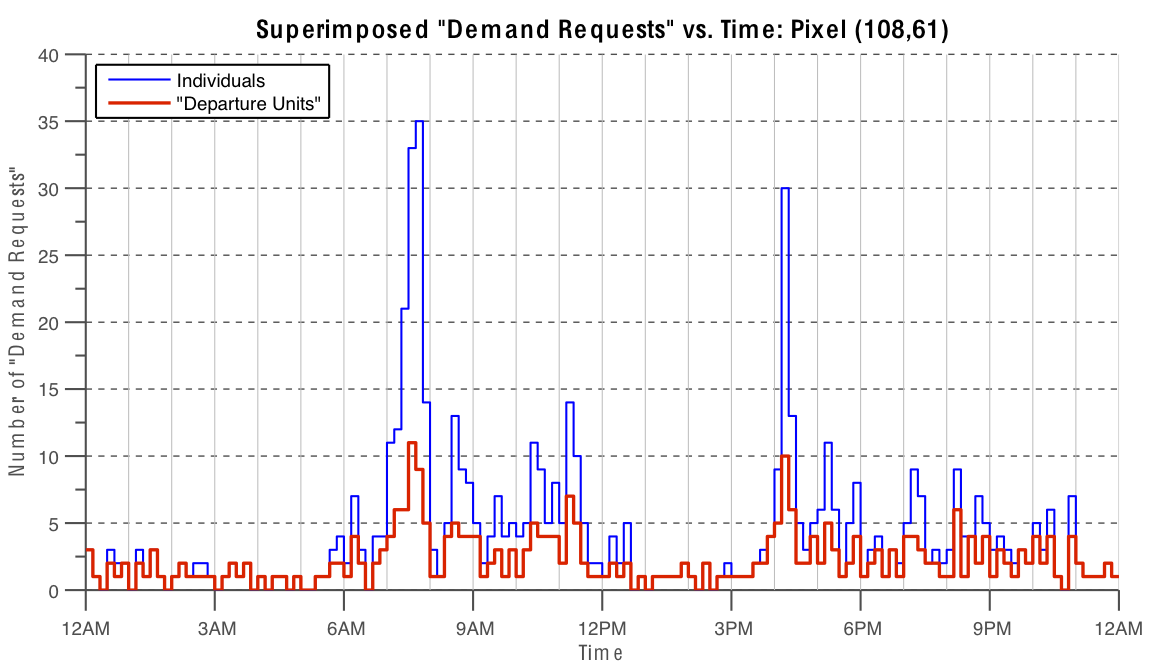 Superimposed "Demand Requests" vs. Time: Pixel (108,61)
Individuals
"Departure Units"
Number of "Demand Requests"
40
35
30
25
20
15
10
5
0
12AM 3AM 6AM 9AM 12PM 3PM 6PM 9PM 12AM
Time